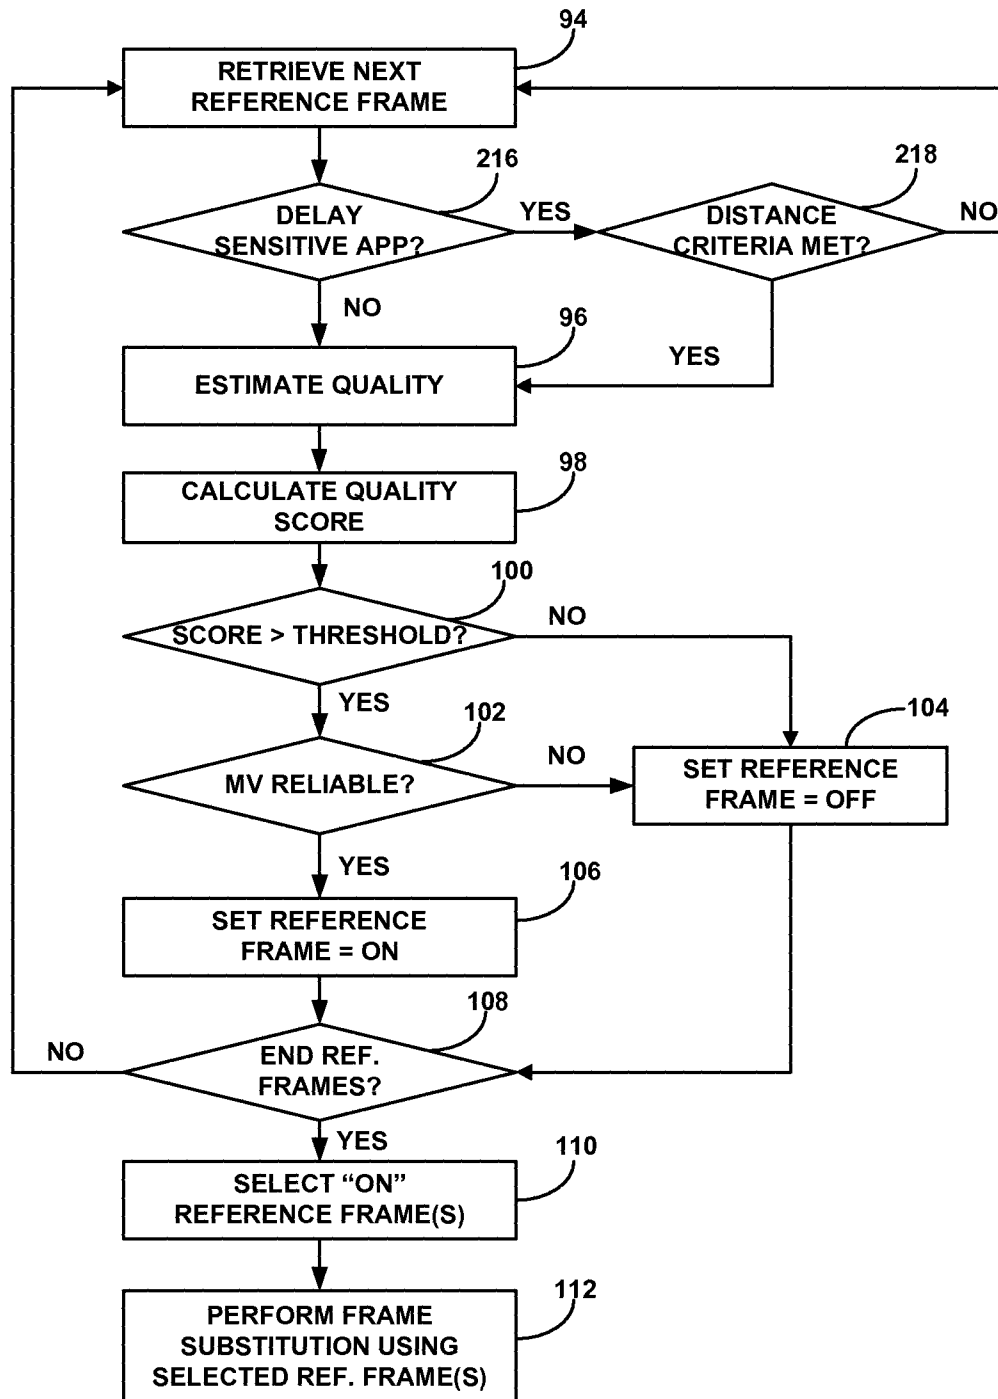 94
RETRIEVE NEXT
REFERENCE FRAME
216
218
DELAY
SENSITIVE APP?
YES
DISTANCE
CRITERIA MET?
NO
NO
96
YES
ESTIMATE QUALITY
98
CALCULATE QUALITY
SCORE
100
NO
SCORE > THRESHOLD?
YES
102
104
NO
MV RELIABLE?
SET REFERENCE
FRAME = OFF
YES
106
SET REFERENCE
FRAME = ON
108
NO
END REF.
FRAMES?
YES
110
SELECT “ON”
REFERENCE FRAME(S)
112
PERFORM FRAME
SUBSTITUTION USING
SELECTED REF. FRAME(S)